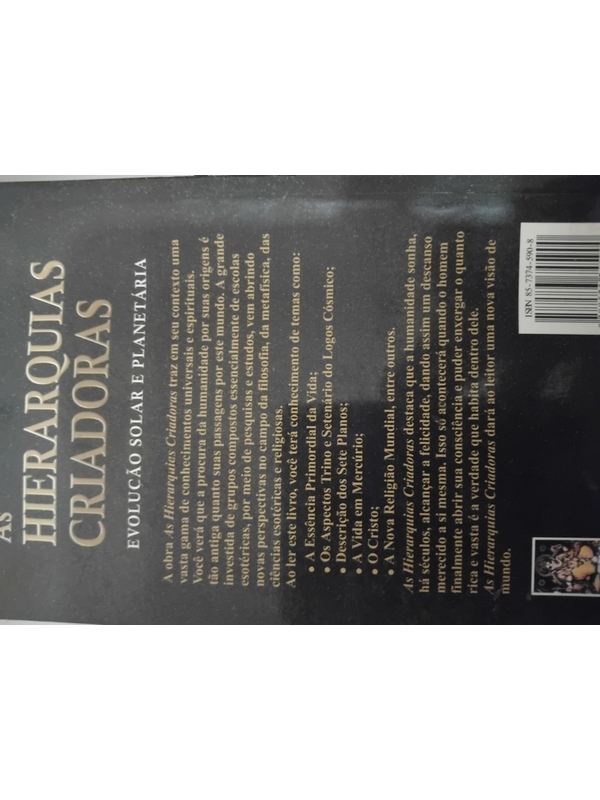 As
HIERARQUIAS
CRIADORAS
EVOLUÇÃO SOLAR E PLANETÁRIA
A obra As Hierarquias Criadoras traz em seu contexto uma
vasta gama de conhecimentos universais e espirituais.
Você verá que a procura da humanidade por suas origens é
tão antiga quanto suas passagens por este mundo. A grande
investida de grupos compostos essencialmente de escolas
esotéricas, por meio de pesquisas e estudos, vem abrindo
novas perspectivas no campo da filosofia, da metafísica, das
ciências esotéricas e religiosas.
Ao ler este livro, você terá conhecimento de temas como:
• A Essência Primordial da Vida;
• Os Aspectos Trino e Setenário do Logos Cósmico;
• Descrição dos Sete Planos;
• A Vida em Mercúrio;
• O Cristo;
• A Nova Religião Mundial, entre outros.
As Hierarquias Criadoras destaca que a humanidade sonha,
há séculos, alcançar a felicidade, dando assim um descanso
merecido a si mesma. Isso só acontecerá quando o homem
finalmente abrir sua consciência e puder enxergar o quanto
rica e vasta é a verdade que habita dentro dele.
As Hierarquias Criadoras dará ao leitor uma nova visão de
mundo.
ISBN 85-7374-590-8